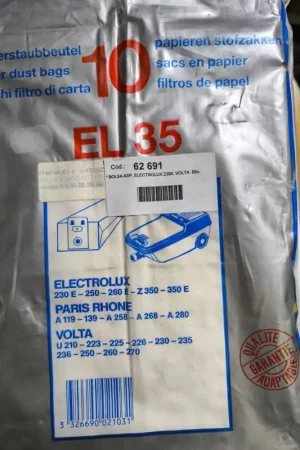 erstaubbeutel
r dust bags
hi filtro di carta
10
papieren stofzakken
sacs en papier
filtros de papel
EL 35
Cod.: 62 691
BOLSA ASP. ELECTROLUX Z350, VOLTA
ELECTROLUX
230 E - 250 - 260 E - Z 350 - 350 E
PARIS RHONE
A 119 - 139 - A 258 - A 268 - A 280
VOLTA
U 210 - 223 - 225 - 226 - 230 - 235
236 - 250 - 260 - 270
3 326690 021031
QUALITE
GARANTIE
ADAPTABLE